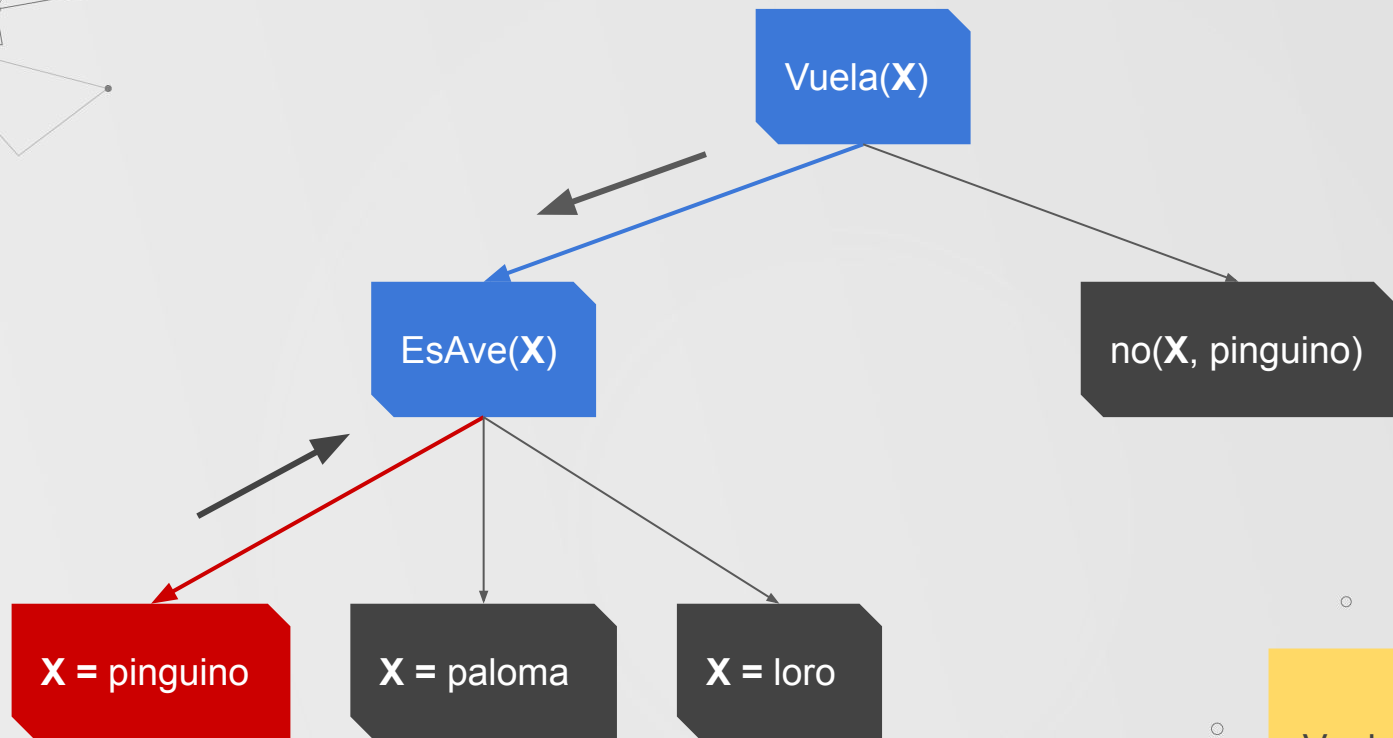 Vuela(X)
EsAve(X)
no(X, pinguino)
X = pinguino
X = paloma
X = loro